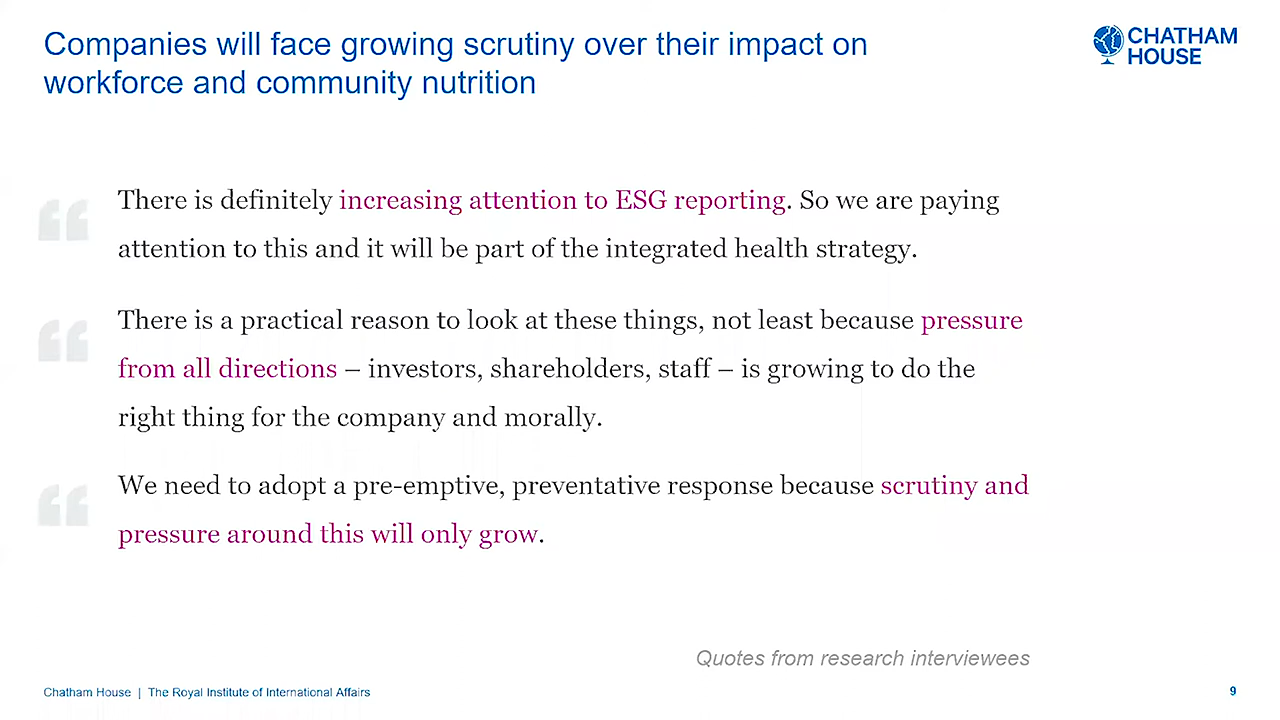 Companies will face growing scrutiny over their impact on
workforce and community nutrition
CHATHAM
HOUSE
There is definitely increasing attention to ESG reporting. So we are paying
attention to this and it will be part of the integrated health strategy.
There is a practical reason to look at these things, not least because pressure
from all directions – investors, shareholders, staff – is growing to do the
right thing for the company and morally.
We need to adopt a pre-emptive, preventative response because scrutiny and
pressure around this will only grow.
Quotes from research interviewees
Chatham House | The Royal Institute of International Affairs
9